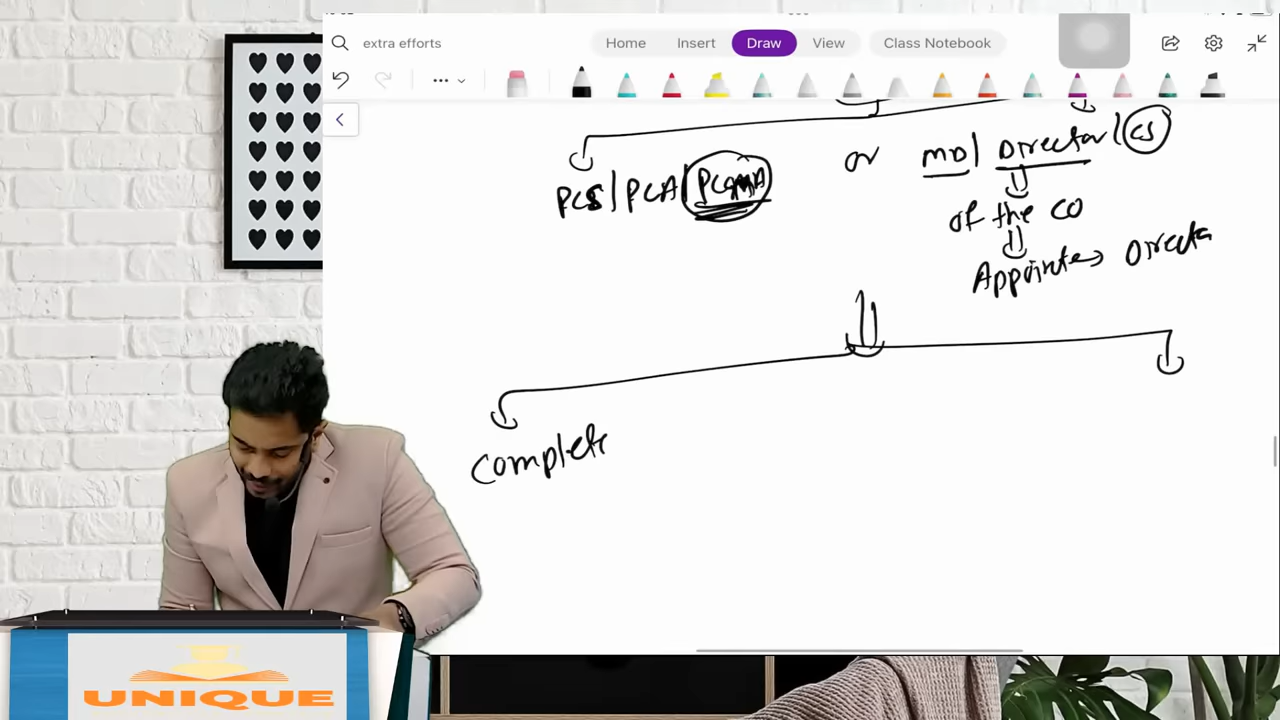 extra efforts
Home Insert Draw View Class Notebook
PCS/PCA/PCMA or MD/Director/CS
of the CO
Appointes Director
Complete
UNIQUE